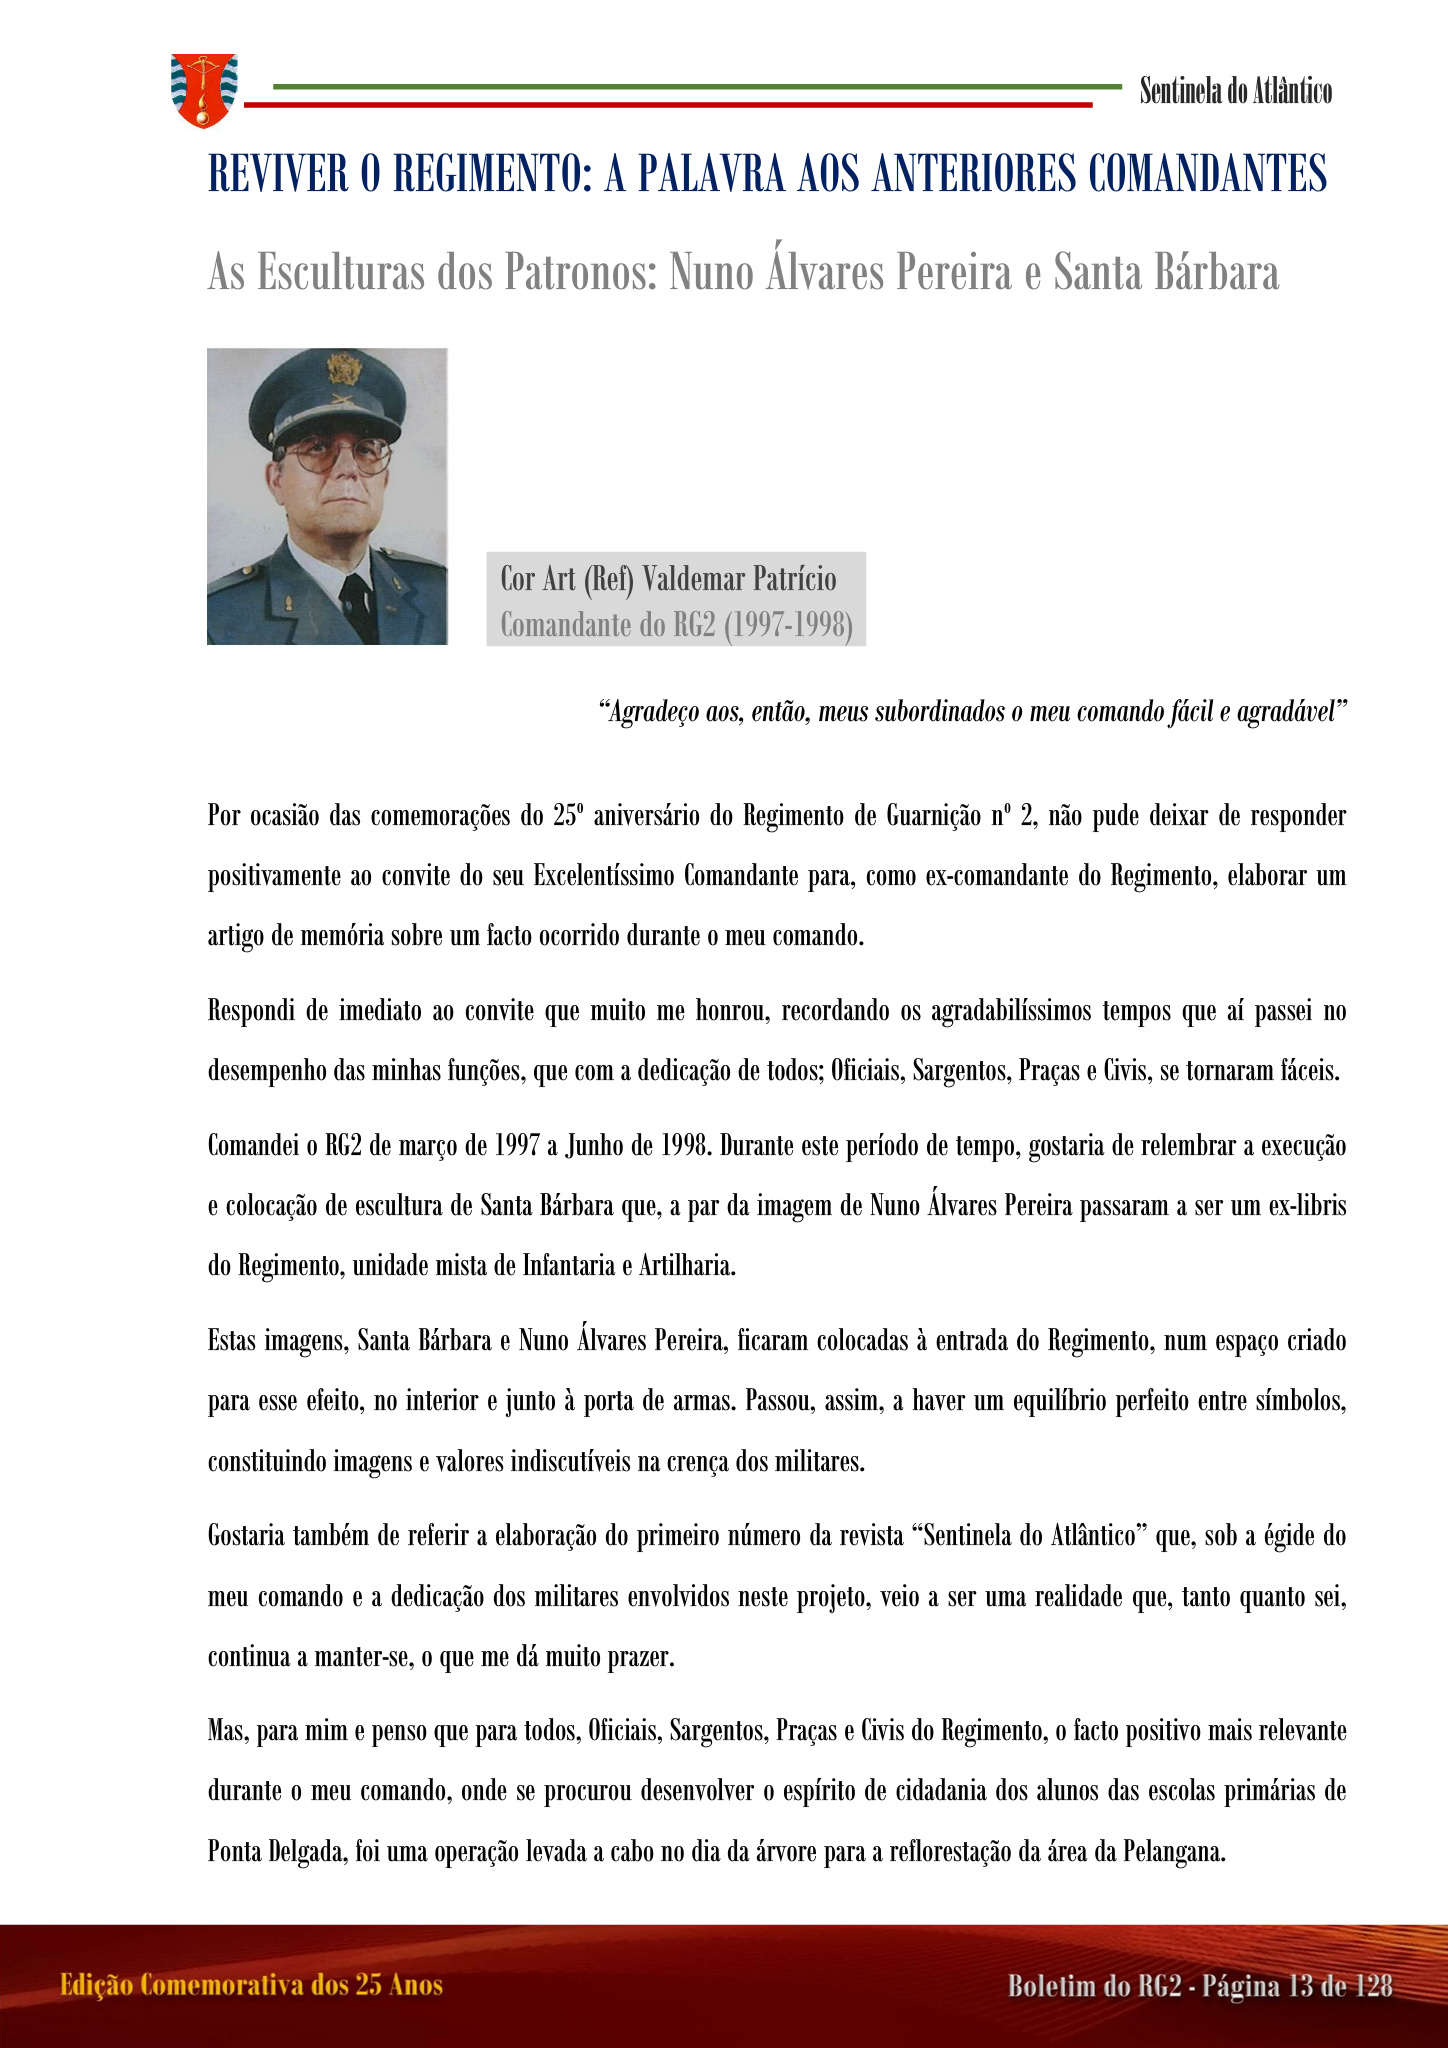 Sentinela do Atlântico
REVIVER O REGIMENTO: A PALAVRA AOS ANTERIORES COMANDANTES
As Esculturas dos Patronos: Nuno Álvares Pereira e Santa Bárbara
Cor Art (Ref) Valdemar Patrício
Comandante do RG2 (1997-1998)
“Agradeço aos, então, meus subordinados o meu comando fácil e agradável”
Por ocasião das comemorações do 25º aniversário do Regimento de Guarnição nº 2, não pude deixar de responder
positivamente ao convite do seu Excelentíssimo Comandante para, como ex-comandante do Regimento, elaborar um
artigo de memória sobre um facto ocorrido durante o meu comando.
Respondi de imediato ao convite que muito me honrou, recordando os agradabilíssimos tempos que aí passei no
desempenho das minhas funções, que com a dedicação de todos; Oficiais, Sargentos, Praças e Civis, se tornaram fáceis.
Comandei o RG2 de março de 1997 a Junho de 1998. Durante este período de tempo, gostaria de relembrar a execução
e colocação de escultura de Santa Bárbara que, a par da imagem de Nuno Álvares Pereira passaram a ser um ex-libris
do Regimento, unidade mista de Infantaria e Artilharia.
Estas imagens, Santa Bárbara e Nuno Álvares Pereira, ficaram colocadas à entrada do Regimento, num espaço criado
para esse efeito, no interior e junto à porta de armas. Passou, assim, a haver um equilíbrio perfeito entre símbolos,
constituindo imagens e valores indiscutíveis na crença dos militares.
Gostaria também de referir a elaboração do primeiro número da revista “Sentinela do Atlântico” que, sob a égide do
meu comando e a dedicação dos militares envolvidos neste projeto, veio a ser uma realidade que, tanto quanto sei,
continua a manter-se, o que me dá muito prazer.
Mas, para mim e penso que para todos, Oficiais, Sargentos, Praças e Civis do Regimento, o facto positivo mais relevante
durante o meu comando, onde se procurou desenvolver o espírito de cidadania dos alunos das escolas primárias de
Ponta Delgada, foi uma operação levada a cabo no dia da árvore para a reflorestação da área da Pelangana.
Edição Comemorativa dos 25 Anos
Boletim do RG2 - Página 13 de 128